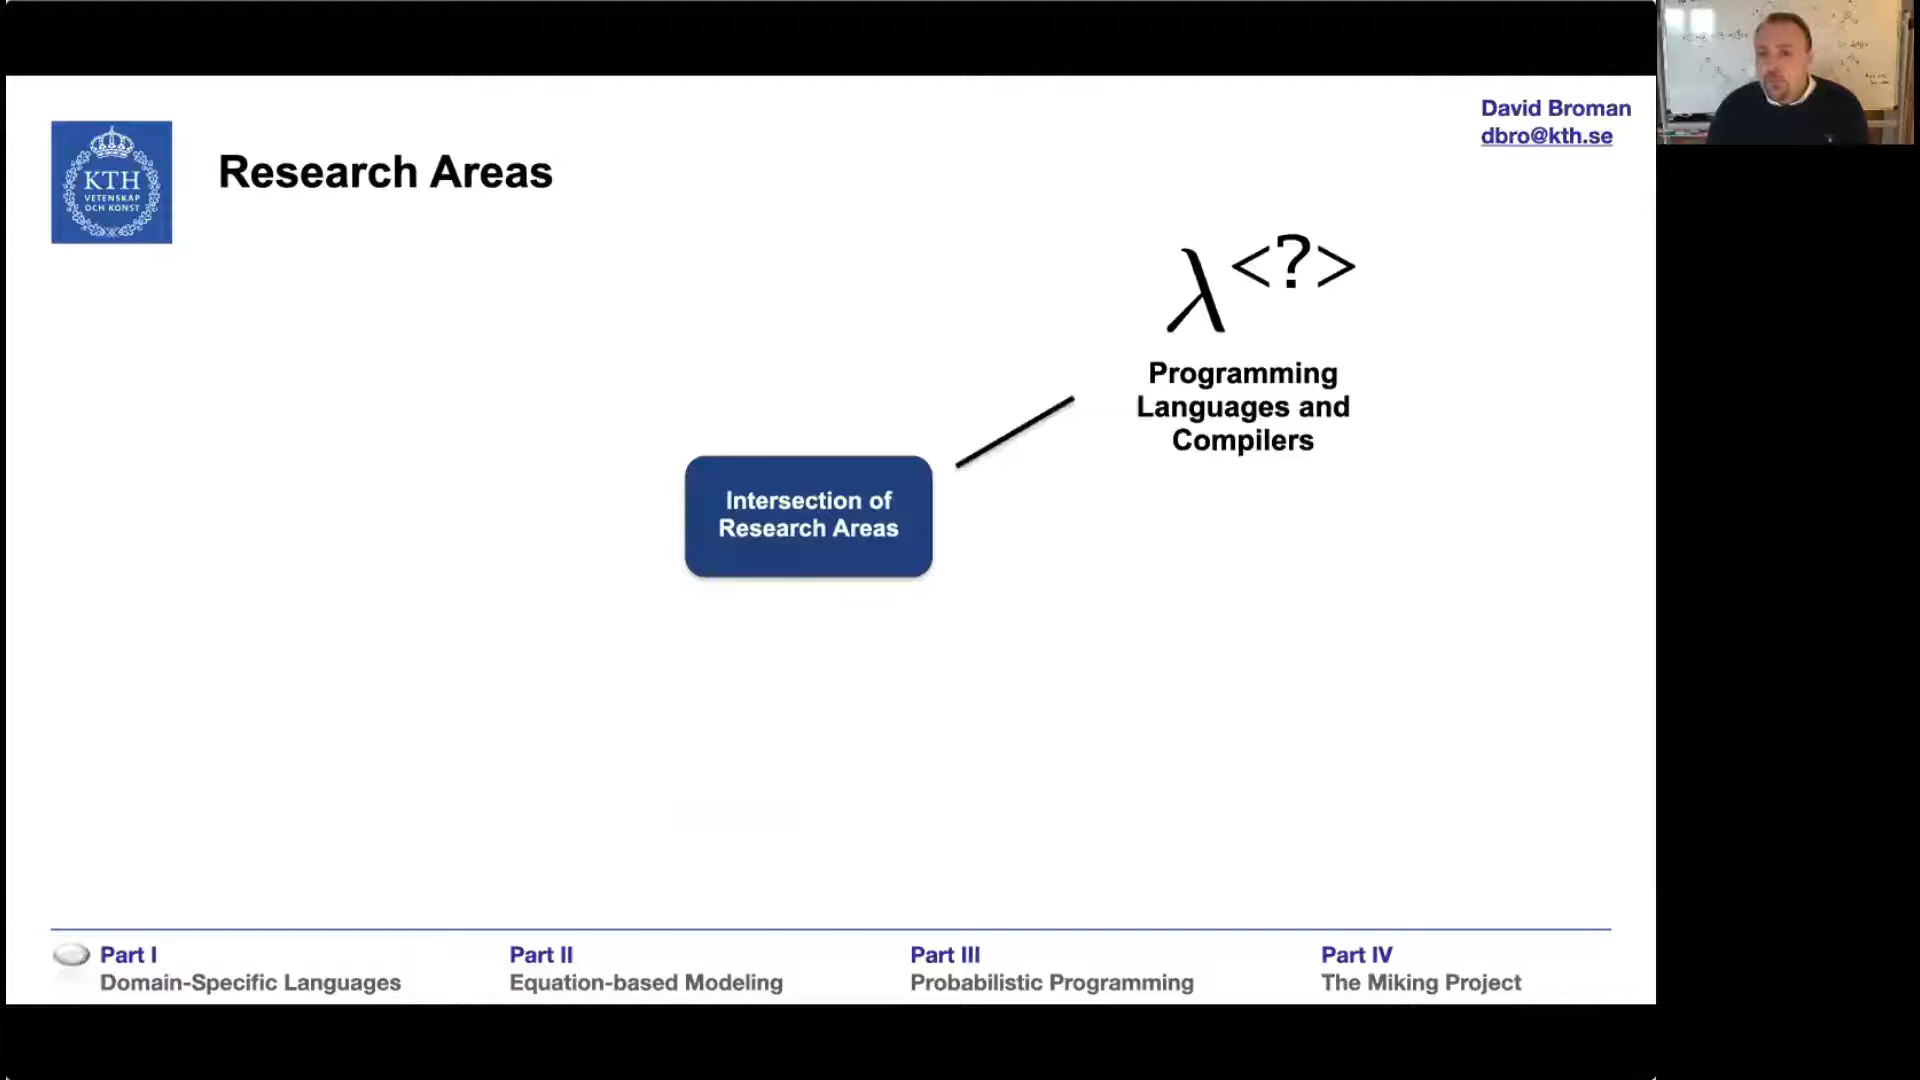 David Broman
dbro@kth.se
KTH
VETENSKAP
OCH KONST
Research Areas
λ<?>
Programming
Languages and
Compilers
Intersection of
Research Areas
Part I
Domain-Specific Languages
Part II
Equation-based Modeling
Part III
Probabilistic Programming
Part IV
The Miking Project